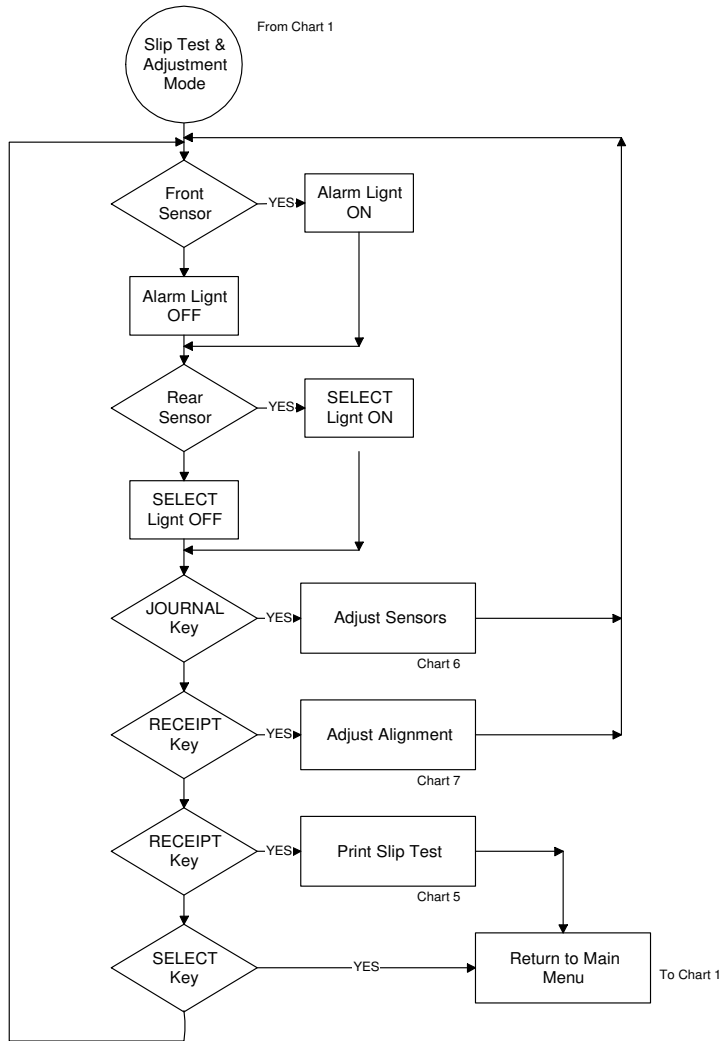 Slip Test &
Adjustment
Mode
From Chart 1
Front
Sensor
YES
Alarm Lignt
ON
Alarm Lignt
OFF
Rear
Sensor
YES
SELECT
Lignt ON
SELECT
Lignt OFF
JOURNAL
Key
YES
Adjust Sensors
Chart 6
RECEIPT
Key
YES
Adjust Alignment
Chart 7
RECEIPT
Key
YES
Print Slip Test
Chart 5
SELECT
Key
YES
Return to Main
Menu
To Chart 1